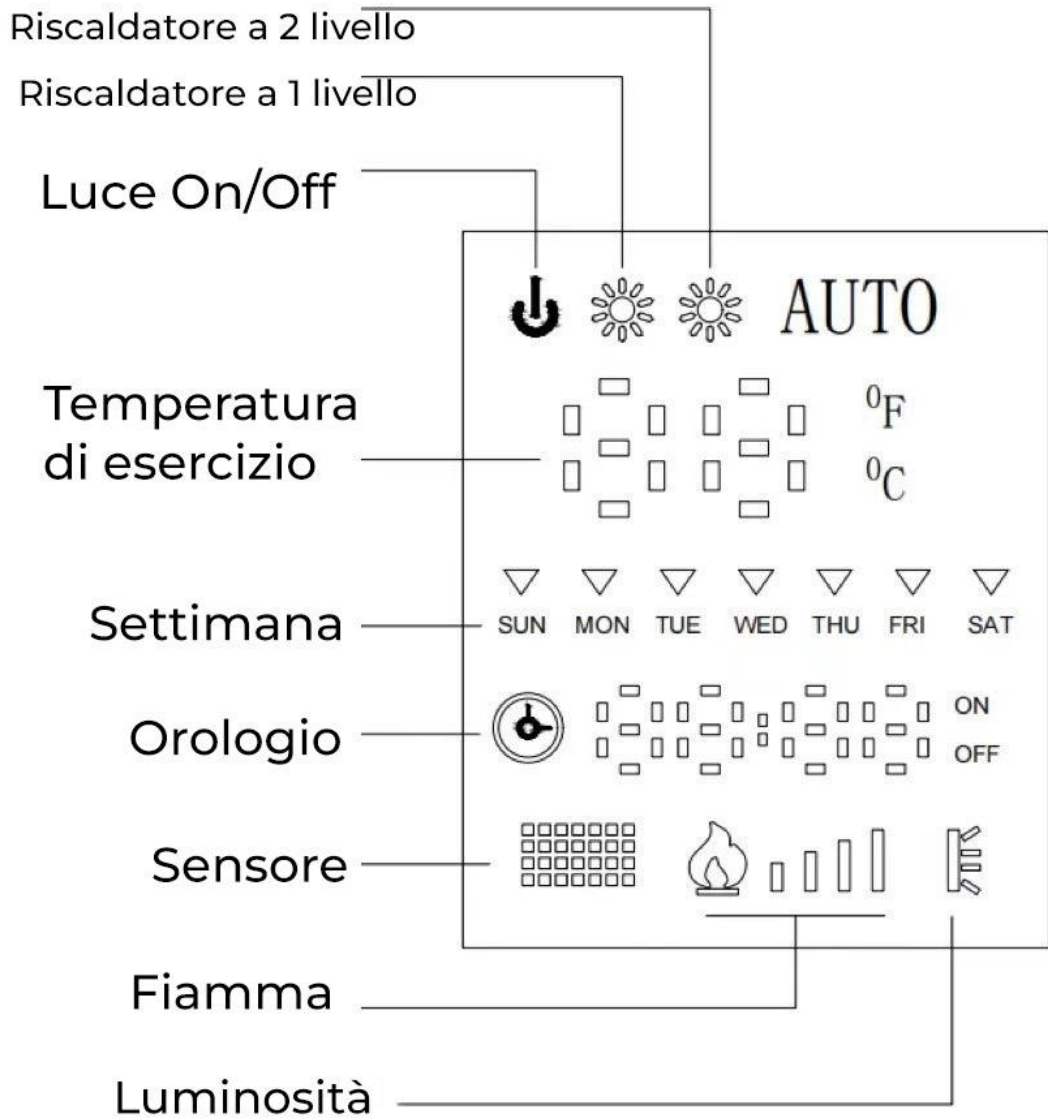 Riscaldatore a 2 livello
Riscaldatore a 1 livello
Luce On/Off
AUTO
Temperatura
di esercizio
⁰F
⁰C
Settimana
SUN MON TUE WED THU FRI SAT
Orologio
ON
OFF
Sensore
Fiamma
Luminosità